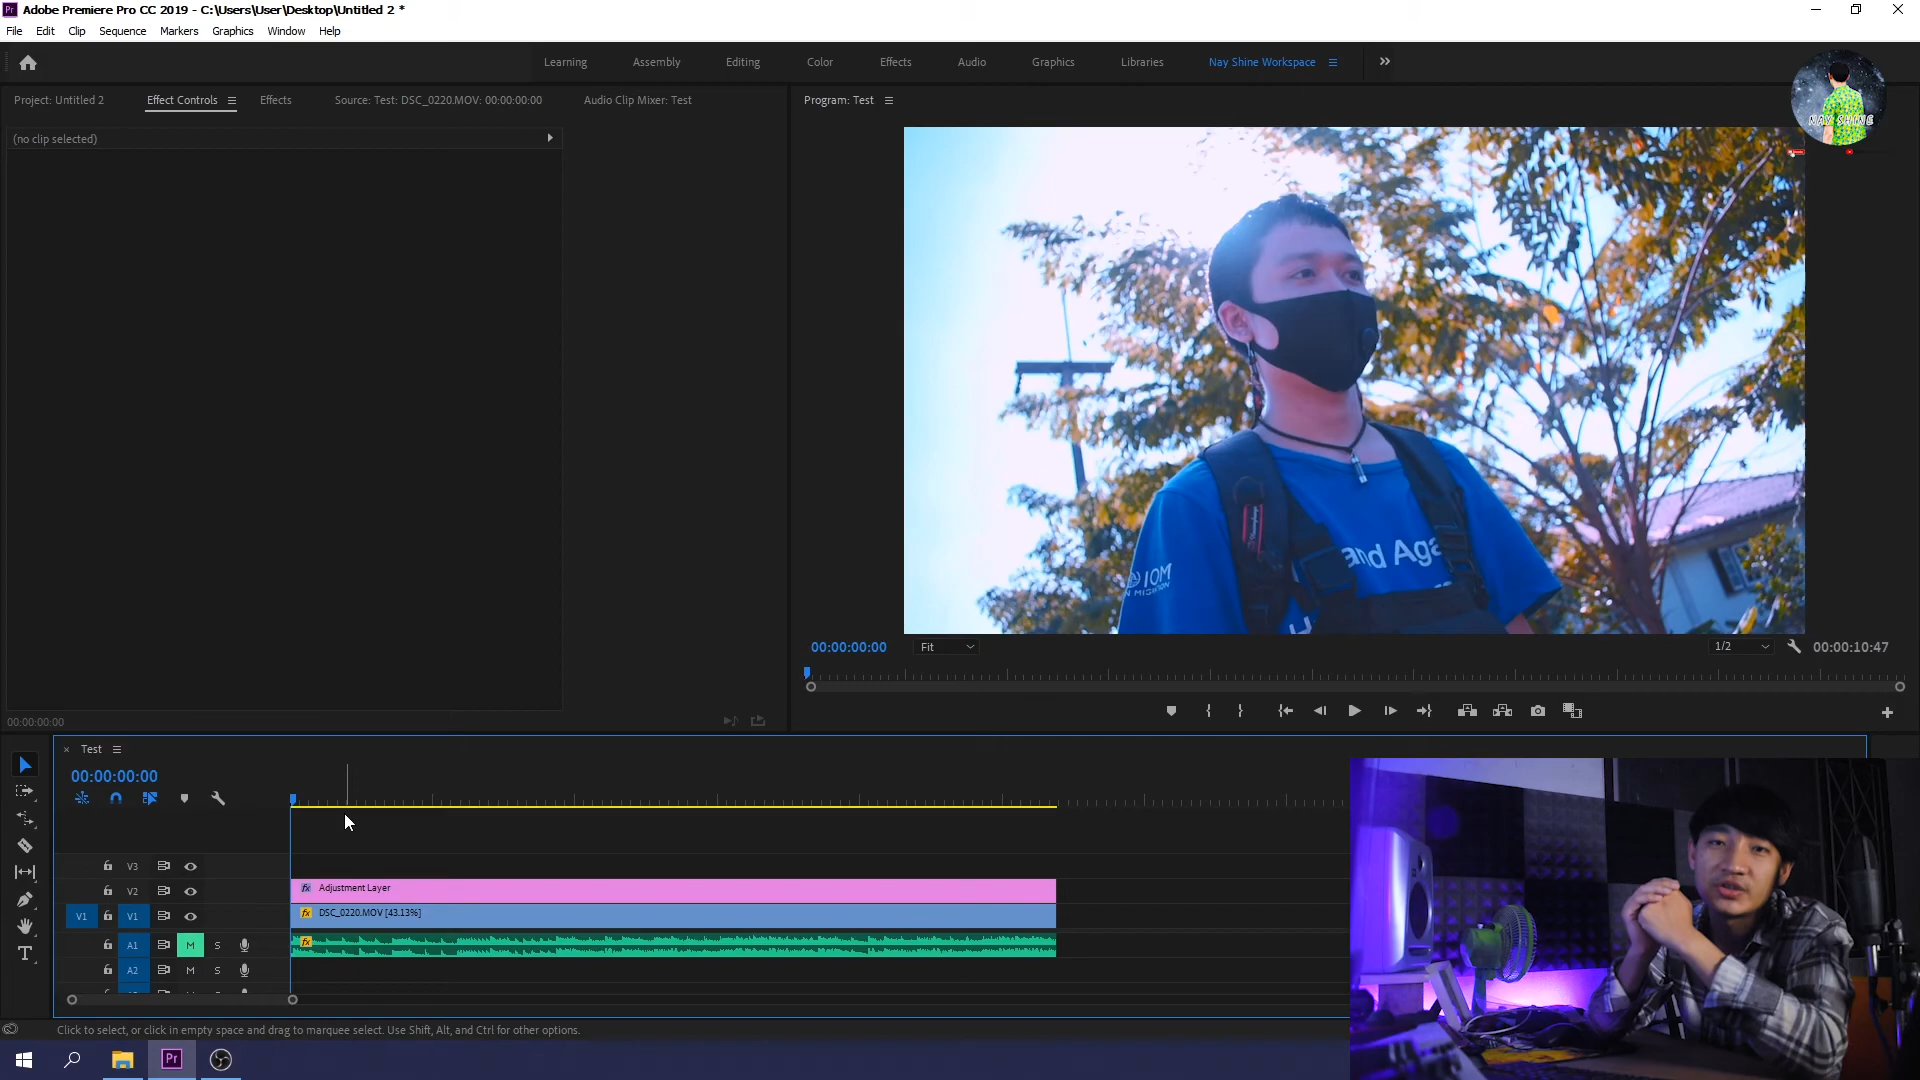 Adobe Premiere Pro CC 2019 - C:\Users\User\Desktop\Untitled 2 *
File Edit Clip Sequence Markers Graphics Window Help
Learning Assembly Editing Color Effects Audio Graphics Libraries Nay Shine Workspace
Project: Untitled 2 Effect Controls Effects Source: Test: DSC_0220.MOV: 00:00:00:00 Audio Clip Mixer: Test
Program: Test
NAY SHINE
(no clip selected)
and Aga
IOM
N MIGRATION
00:00:00:00 Fit 1/2 00:00:10:47
00:00:00:00
Test
00:00:00:00
V3
V2 Adjustment Layer
V1 V1 DSC_0220.MOV [43.13%]
A1 M S
A2 M S
Click to select, or click in empty space and drag to marquee select. Use Shift, Alt, and Ctrl for other options.
Pr